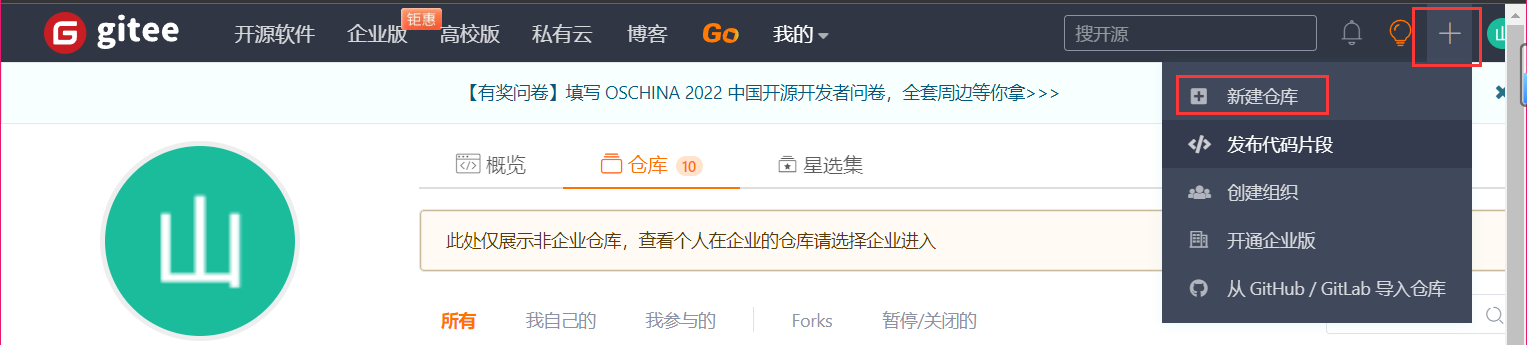 gitee 开源软件 企业版 钜惠 高校版 私有云 博客 Go 我的 搜开源 山
【有奖问卷】填写 OSCHINA 2022 中国开源开发者问卷，全套周边等你拿>>>
新建仓库
发布代码片段
创建组织
开通企业版
从 GitHub / GitLab 导入仓库
山
概览 仓库 10 星选集
此处仅展示非企业仓库，查看个人在企业的仓库请选择企业进入
所有 我自己的 我参与的 Forks 暂停/关闭的